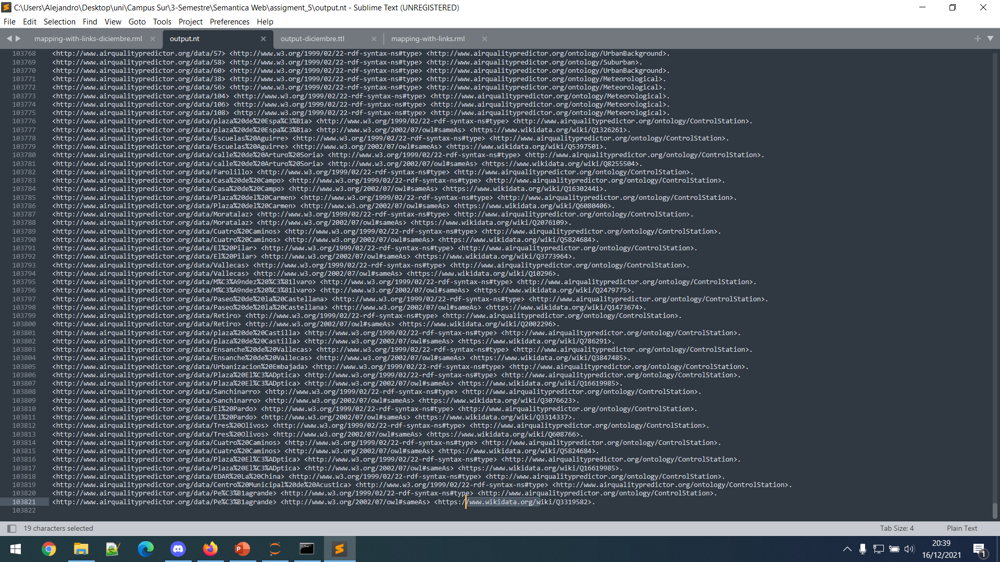 C:\Users\Alejandro\Desktop\uni\Campus Sur\3-Semestre\Semantica Web\assigment_5\output.nt - Sublime Text (UNREGISTERED)
File Edit Selection Find View Goto Tools Project Preferences Help
mapping-with-links-diciembre.rml output.nt output-diciembre.ttl mapping-with-links.rml
103768 <http://www.airqualitypredictor.org/data/57> <http://www.w3.org/1999/02/22-rdf-syntax-ns#type> <http://www.airqualitypredictor.org/ontology/UrbanBackground>.
103769 <http://www.airqualitypredictor.org/data/58> <http://www.w3.org/1999/02/22-rdf-syntax-ns#type> <http://www.airqualitypredictor.org/ontology/Suburban>.
103770 <http://www.airqualitypredictor.org/data/60> <http://www.w3.org/1999/02/22-rdf-syntax-ns#type> <http://www.airqualitypredictor.org/ontology/UrbanBackground>.
103771 <http://www.airqualitypredictor.org/data/38> <http://www.w3.org/1999/02/22-rdf-syntax-ns#type> <http://www.airqualitypredictor.org/ontology/Meteorological>.
103772 <http://www.airqualitypredictor.org/data/56> <http://www.w3.org/1999/02/22-rdf-syntax-ns#type> <http://www.airqualitypredictor.org/ontology/Meteorological>.
103773 <http://www.airqualitypredictor.org/data/104> <http://www.w3.org/1999/02/22-rdf-syntax-ns#type> <http://www.airqualitypredictor.org/ontology/Meteorological>.
103774 <http://www.airqualitypredictor.org/data/106> <http://www.w3.org/1999/02/22-rdf-syntax-ns#type> <http://www.airqualitypredictor.org/ontology/Meteorological>.
103775 <http://www.airqualitypredictor.org/data/108> <http://www.w3.org/1999/02/22-rdf-syntax-ns#type> <http://www.airqualitypredictor.org/ontology/Meteorological>.
103776 <http://www.airqualitypredictor.org/data/plaza%20de%20Espa%C3%B1a> <http://www.w3.org/1999/02/22-rdf-syntax-ns#type> <http://www.airqualitypredictor.org/ontology/ControlStation>.
103777 <http://www.airqualitypredictor.org/data/plaza%20de%20Espa%C3%B1a> <http://www.w3.org/2002/07/owl#sameAs> <https://www.wikidata.org/wiki/Q1326261>.
103778 <http://www.airqualitypredictor.org/data/Escuelas%20Aguirre> <http://www.w3.org/1999/02/22-rdf-syntax-ns#type> <http://www.airqualitypredictor.org/ontology/ControlStation>.
103779 <http://www.airqualitypredictor.org/data/Escuelas%20Aguirre> <http://www.w3.org/2002/07/owl#sameAs> <https://www.wikidata.org/wiki/Q5397501>.
103780 <http://www.airqualitypredictor.org/data/calle%20de%20Arturo%20Soria> <http://www.w3.org/1999/02/22-rdf-syntax-ns#type> <http://www.airqualitypredictor.org/ontology/ControlStation>.
103781 <http://www.airqualitypredictor.org/data/calle%20de%20Arturo%20Soria> <http://www.w3.org/2002/07/owl#sameAs> <https://www.wikidata.org/wiki/Q8255504>.
103782 <http://www.airqualitypredictor.org/data/Farolillo> <http://www.w3.org/1999/02/22-rdf-syntax-ns#type> <http://www.airqualitypredictor.org/ontology/ControlStation>.
103783 <http://www.airqualitypredictor.org/data/Casa%20de%20Campo> <http://www.w3.org/1999/02/22-rdf-syntax-ns#type> <http://www.airqualitypredictor.org/ontology/ControlStation>.
103784 <http://www.airqualitypredictor.org/data/Casa%20de%20Campo> <http://www.w3.org/2002/07/owl#sameAs> <https://www.wikidata.org/wiki/Q16302441>.
103785 <http://www.airqualitypredictor.org/data/Plaza%20del%20Carmen> <http://www.w3.org/1999/02/22-rdf-syntax-ns#type> <http://www.airqualitypredictor.org/ontology/ControlStation>.
103786 <http://www.airqualitypredictor.org/data/Plaza%20del%20Carmen> <http://www.w3.org/2002/07/owl#sameAs> <https://www.wikidata.org/wiki/Q6080406>.
103787 <http://www.airqualitypredictor.org/data/Moratalaz> <http://www.w3.org/1999/02/22-rdf-syntax-ns#type> <http://www.airqualitypredictor.org/ontology/ControlStation>.
103788 <http://www.airqualitypredictor.org/data/Moratalaz> <http://www.w3.org/2002/07/owl#sameAs> <https://www.wikidata.org/wiki/Q2076109>.
103789 <http://www.airqualitypredictor.org/data/Cuatro%20Caminos> <http://www.w3.org/1999/02/22-rdf-syntax-ns#type> <http://www.airqualitypredictor.org/ontology/ControlStation>.
103790 <http://www.airqualitypredictor.org/data/Cuatro%20Caminos> <http://www.w3.org/2002/07/owl#sameAs> <https://www.wikidata.org/wiki/Q5824684>.
103791 <http://www.airqualitypredictor.org/data/El%20Pilar> <http://www.w3.org/1999/02/22-rdf-syntax-ns#type> <http://www.airqualitypredictor.org/ontology/ControlStation>.
103792 <http://www.airqualitypredictor.org/data/El%20Pilar> <http://www.w3.org/2002/07/owl#sameAs> <https://www.wikidata.org/wiki/Q3773964>.
103793 <http://www.airqualitypredictor.org/data/Vallecas> <http://www.w3.org/1999/02/22-rdf-syntax-ns#type> <http://www.airqualitypredictor.org/ontology/ControlStation>.
103794 <http://www.airqualitypredictor.org/data/Vallecas> <http://www.w3.org/2002/07/owl#sameAs> <https://www.wikidata.org/wiki/Q10296>.
103795 <http://www.airqualitypredictor.org/data/M%C3%A9ndez%20%C3%81lvaro> <http://www.w3.org/1999/02/22-rdf-syntax-ns#type> <http://www.airqualitypredictor.org/ontology/ControlStation>.
103796 <http://www.airqualitypredictor.org/data/M%C3%A9ndez%20%C3%81lvaro> <http://www.w3.org/2002/07/owl#sameAs> <https://www.wikidata.org/wiki/Q2479775>.
103797 <http://www.airqualitypredictor.org/data/Paseo%20de%20la%20Castellana> <http://www.w3.org/1999/02/22-rdf-syntax-ns#type> <http://www.airqualitypredictor.org/ontology/ControlStation>.
103798 <http://www.airqualitypredictor.org/data/Paseo%20de%20la%20Castellana> <http://www.w3.org/2002/07/owl#sameAs> <https://www.wikidata.org/wiki/Q1473674>.
103799 <http://www.airqualitypredictor.org/data/Retiro> <http://www.w3.org/1999/02/22-rdf-syntax-ns#type> <http://www.airqualitypredictor.org/ontology/ControlStation>.
103800 <http://www.airqualitypredictor.org/data/Retiro> <http://www.w3.org/2002/07/owl#sameAs> <https://www.wikidata.org/wiki/Q2002296>.
103801 <http://www.airqualitypredictor.org/data/plaza%20de%20Castilla> <http://www.w3.org/1999/02/22-rdf-syntax-ns#type> <http://www.airqualitypredictor.org/ontology/ControlStation>.
103802 <http://www.airqualitypredictor.org/data/plaza%20de%20Castilla> <http://www.w3.org/2002/07/owl#sameAs> <https://www.wikidata.org/wiki/Q786291>.
103803 <http://www.airqualitypredictor.org/data/Ensanche%20de%20Vallecas> <http://www.w3.org/1999/02/22-rdf-syntax-ns#type> <http://www.airqualitypredictor.org/ontology/ControlStation>.
103804 <http://www.airqualitypredictor.org/data/Ensanche%20de%20Vallecas> <http://www.w3.org/2002/07/owl#sameAs> <https://www.wikidata.org/wiki/Q3847485>.
103805 <http://www.airqualitypredictor.org/data/Urbanizacion%20Embajada> <http://www.w3.org/1999/02/22-rdf-syntax-ns#type> <http://www.airqualitypredictor.org/ontology/ControlStation>.
103806 <http://www.airqualitypredictor.org/data/Plaza%20El%C3%ADptica> <http://www.w3.org/1999/02/22-rdf-syntax-ns#type> <http://www.airqualitypredictor.org/ontology/ControlStation>.
103807 <http://www.airqualitypredictor.org/data/Plaza%20El%C3%ADptica> <http://www.w3.org/2002/07/owl#sameAs> <https://www.wikidata.org/wiki/Q16619985>.
103808 <http://www.airqualitypredictor.org/data/Sanchinarro> <http://www.w3.org/1999/02/22-rdf-syntax-ns#type> <http://www.airqualitypredictor.org/ontology/ControlStation>.
103809 <http://www.airqualitypredictor.org/data/Sanchinarro> <http://www.w3.org/2002/07/owl#sameAs> <https://www.wikidata.org/wiki/Q3076623>.
103810 <http://www.airqualitypredictor.org/data/El%20Pardo> <http://www.w3.org/1999/02/22-rdf-syntax-ns#type> <http://www.airqualitypredictor.org/ontology/ControlStation>.
103811 <http://www.airqualitypredictor.org/data/El%20Pardo> <http://www.w3.org/2002/07/owl#sameAs> <https://www.wikidata.org/wiki/Q3314337>.
103812 <http://www.airqualitypredictor.org/data/Tres%20Olivos> <http://www.w3.org/1999/02/22-rdf-syntax-ns#type> <http://www.airqualitypredictor.org/ontology/ControlStation>.
103813 <http://www.airqualitypredictor.org/data/Tres%20Olivos> <http://www.w3.org/2002/07/owl#sameAs> <https://www.wikidata.org/wiki/Q608766>.
103814 <http://www.airqualitypredictor.org/data/Cuatro%20Caminos> <http://www.w3.org/1999/02/22-rdf-syntax-ns#type> <http://www.airqualitypredictor.org/ontology/ControlStation>.
103815 <http://www.airqualitypredictor.org/data/Cuatro%20Caminos> <http://www.w3.org/2002/07/owl#sameAs> <https://www.wikidata.org/wiki/Q5824684>.
103816 <http://www.airqualitypredictor.org/data/Plaza%20El%C3%ADptica> <http://www.w3.org/1999/02/22-rdf-syntax-ns#type> <http://www.airqualitypredictor.org/ontology/ControlStation>.
103817 <http://www.airqualitypredictor.org/data/Plaza%20El%C3%ADptica> <http://www.w3.org/2002/07/owl#sameAs> <https://www.wikidata.org/wiki/Q16619985>.
103818 <http://www.airqualitypredictor.org/data/EDAR%20La%20China> <http://www.w3.org/1999/02/22-rdf-syntax-ns#type> <http://www.airqualitypredictor.org/ontology/ControlStation>.
103819 <http://www.airqualitypredictor.org/data/Centro%20Municipal%20de%20Acustica> <http://www.w3.org/1999/02/22-rdf-syntax-ns#type> <http://www.airqualitypredictor.org/ontology/ControlStation>.
103820 <http://www.airqualitypredictor.org/data/Pe%C3%B1agrande> <http://www.w3.org/1999/02/22-rdf-syntax-ns#type> <http://www.airqualitypredictor.org/ontology/ControlStation>.
103821 <http://www.airqualitypredictor.org/data/Pe%C3%B1agrande> <http://www.w3.org/2002/07/owl#sameAs> <https://www.wikidata.org/wiki/Q3319582>.
103822
19 characters selected Tab Size: 4 Plain Text
20:39
16/12/2021
1